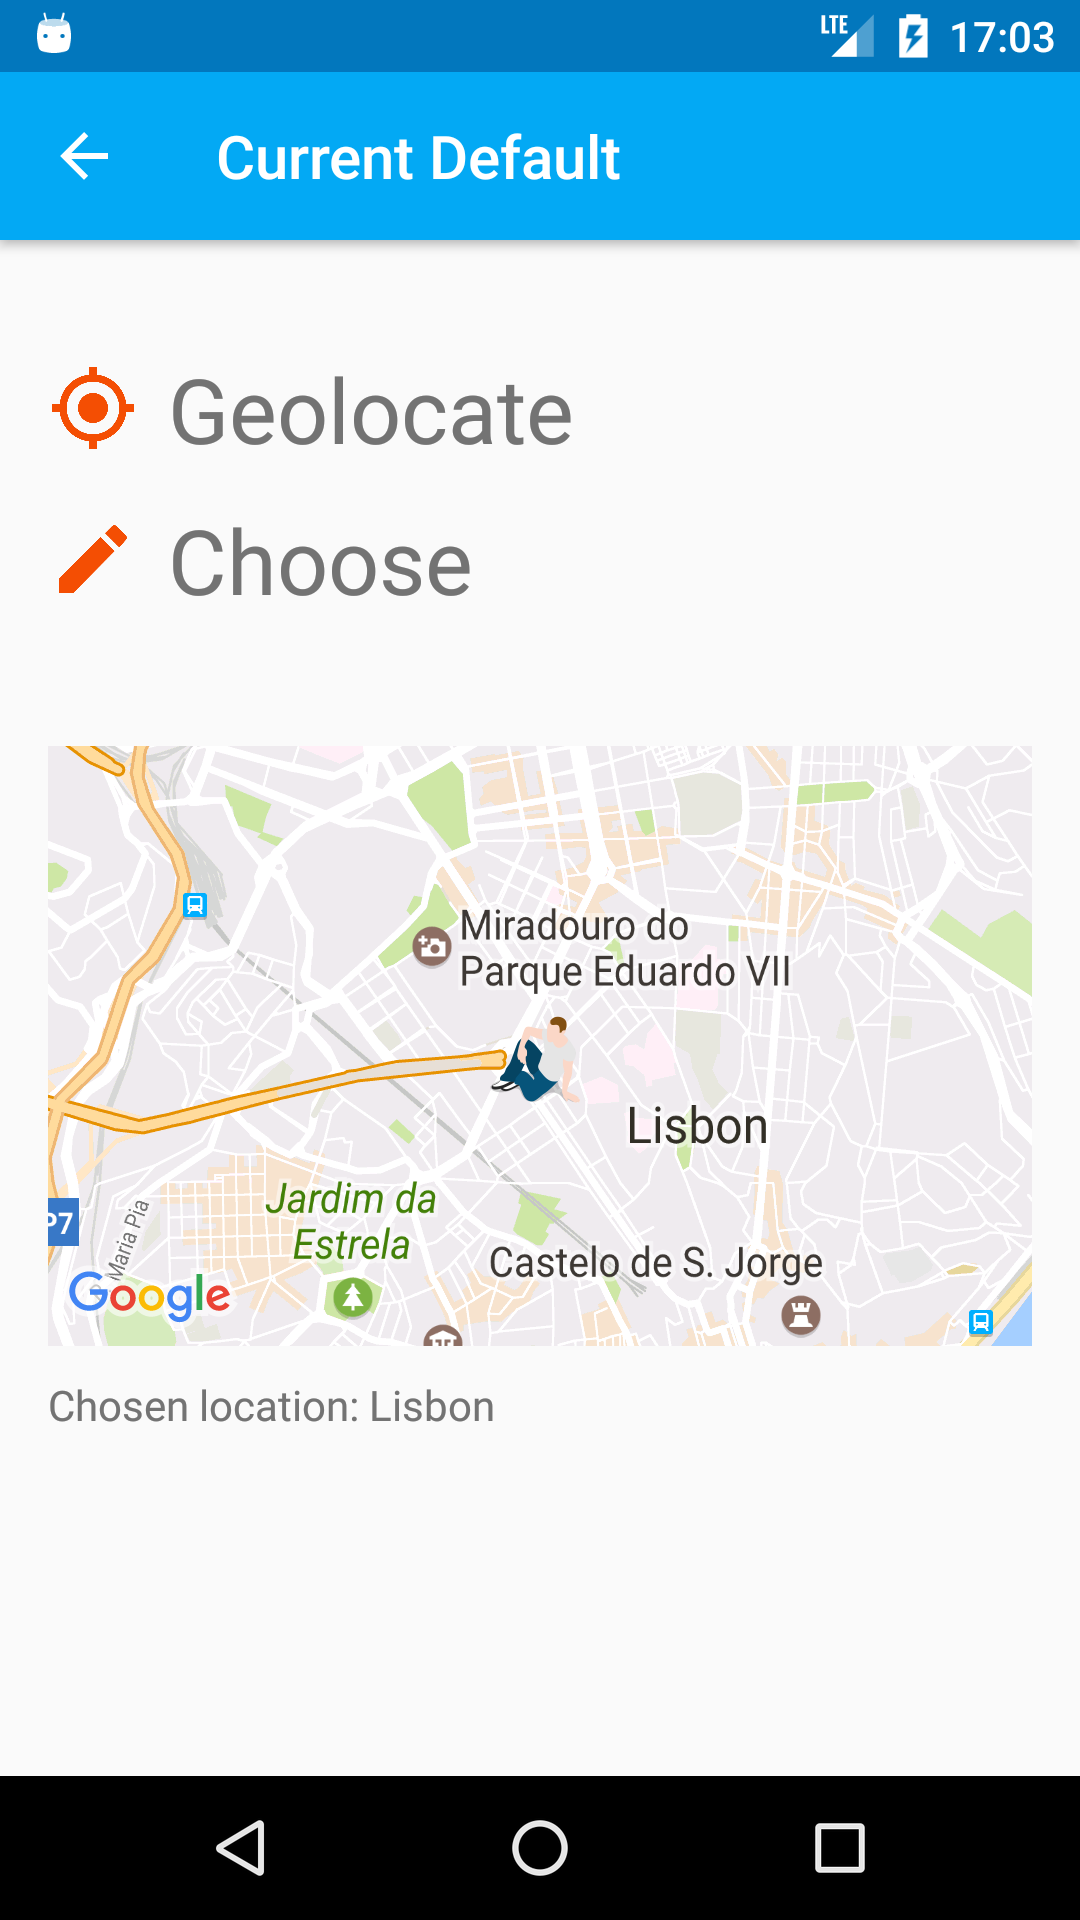 LTE 17:03
Current Default
Geolocate
Choose
Miradouro do
Parque Eduardo VII
Lisbon
Jardim da
Estrela
Maria Pia
P7
Castelo de S. Jorge
Google
Chosen location: Lisbon